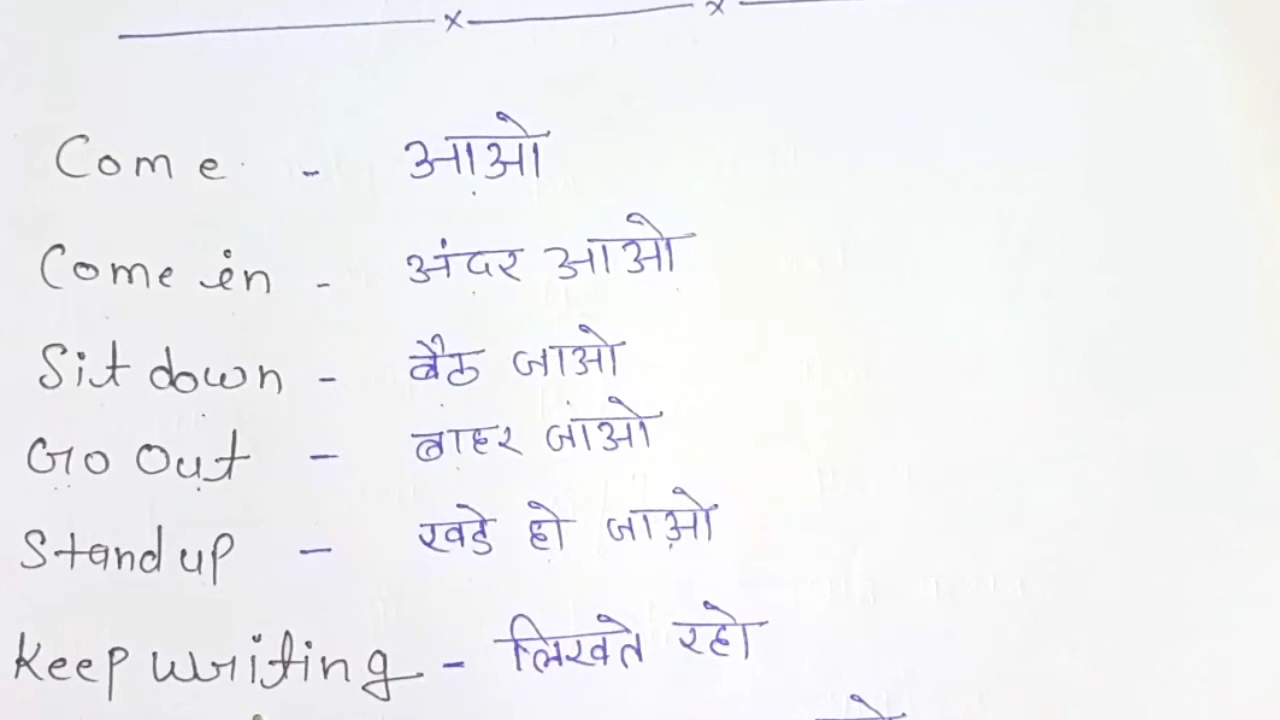 Come - आओ
Come in - अंदर आओ
Sit down - बैठ जाओ
Go Out - बाहर जाओ
Stand up - खडे हो जाओ
Keep writing - लिखते रहो